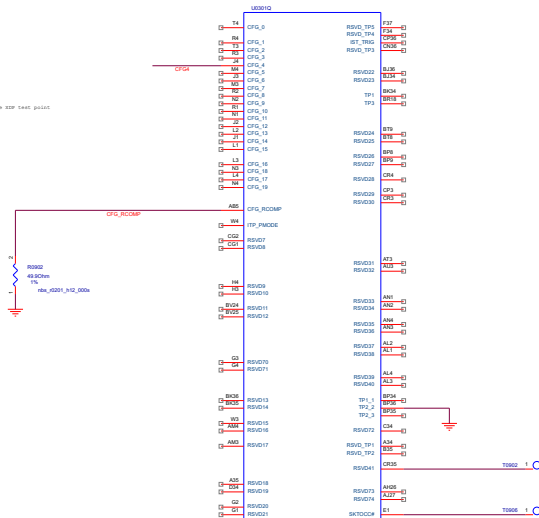 U0301Q
T4 CFG_0
R4 CFG_1
T3 CFG_2
R3 CFG_3
CFG4 J4 CFG_4
M4 CFG_5
J3 CFG_6
M3 CFG_7
R2 CFG_8
N2 CFG_9
R1 CFG_10
N1 CFG_11
J2 CFG_12
L2 CFG_13
J1 CFG_14
L1 CFG_15
L3 CFG_16
N3 CFG_18
L4 CFG_17
N4 CFG_19
CFG_RCOMP AB5 CFG_RCOMP
W4 ITP_PMODE
CG2 RSVD7
CG1 RSVD8
H4 RSVD9
H3 RSVD10
BV24 RSVD11
BV25 RSVD12
G3 RSVD70
G4 RSVD71
BK36 RSVD13
BK35 RSVD14
W3 RSVD15
AM4 RSVD16
AM3 RSVD17
A35 RSVD18
D34 RSVD19
G2 RSVD20
G1 RSVD21
XDP test point
2
R0902
49.9Ohm
1%
nbs_r0201_h12_000s
1
RSVD_TP5 F37
RSVD_TP4 F34
IST_TRIG CP36
RSVD_TP3 CN36
RSVD22 BJ36
RSVD23 BJ34
TP1 BK34
TP3 BR18
RSVD24 BT9
RSVD25 BT8
RSVD26 BP8
RSVD27 BP9
RSVD28 CR4
RSVD29 CP3
RSVD30 CR3
RSVD31 AT3
RSVD32 AU3
RSVD33 AN1
RSVD34 AN2
RSVD35 AN4
RSVD36 AN3
RSVD37 AL2
RSVD38 AL1
RSVD39 AL4
RSVD40 AL3
TP1_1 BP34
TP2_2 BP36
TP2_3 BP35
RSVD72 C34
RSVD_TP1 A34
RSVD_TP2 B35
RSVD41 CR35 T0902 1
RSVD73 AH26
RSVD74 AJ27
SKTOCC# E1 T0906 1